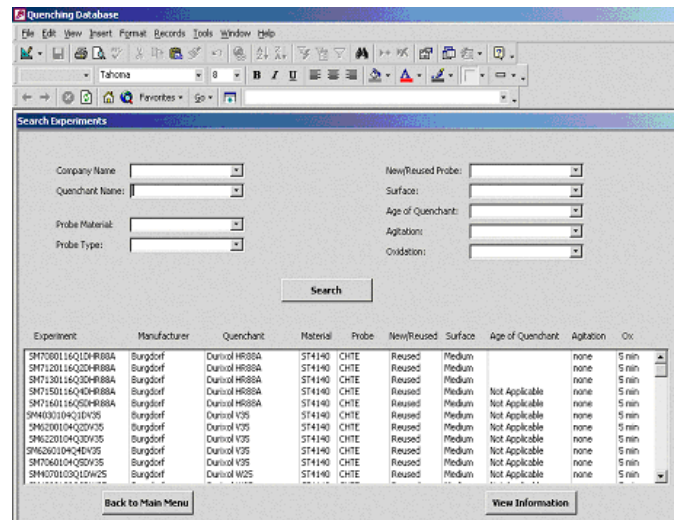 Quenching Database
File Edit View Insert Format Records Tools Window Help
Tahoma 8 B I U
Favorites Go
Search Experiments
Company Name New/Reused Probe:
Quenchant Name: Surface:
Age of Quenchant:
Probe Material: Agitation:
Probe Type: Oxidation:
Search
Experiment Manufacturer Quenchant Material Probe New/Reused Surface Age of Quenchant Agitation Ox
SM7080116Q1DHR88A Burgdorf Durixol HR88A ST4140 CHTE Reused Medium none 5 min
SM7120116Q2DHR88A Burgdorf Durixol HR88A ST4140 CHTE Reused Medium none 5 min
SM7130116Q3DHR88A Burgdorf Durixol HR88A ST4140 CHTE Reused Medium none 5 min
SM7150116Q4DHR88A Burgdorf Durixol HR88A ST4140 CHTE Reused Medium Not Applicable none 5 min
SM7160116Q5DHR88A Burgdorf Durixol HR88A ST4140 CHTE Reused Medium Not Applicable none 5 min
SM4030104Q1DV35 Burgdorf Durixol V35 ST4140 CHTE Reused Medium Not Applicable none 5 min
SM6200104Q2DV35 Burgdorf Durixol V35 ST4140 CHTE Reused Medium Not Applicable none 5 min
SM6220104Q3DV35 Burgdorf Durixol V35 ST4140 CHTE Reused Medium Not Applicable none 5 min
SM6260104Q4DV35 Burgdorf Durixol V35 ST4140 CHTE Reused Medium Not Applicable none 5 min
SM7060104Q5DV35 Burgdorf Durixol V35 ST4140 CHTE Reused Medium Not Applicable none 5 min
SM4070103Q1DW25 Burgdorf Durixol W25 ST4140 CHTE Reused Medium Not Applicable none 5 min
Back to Main Menu View Information